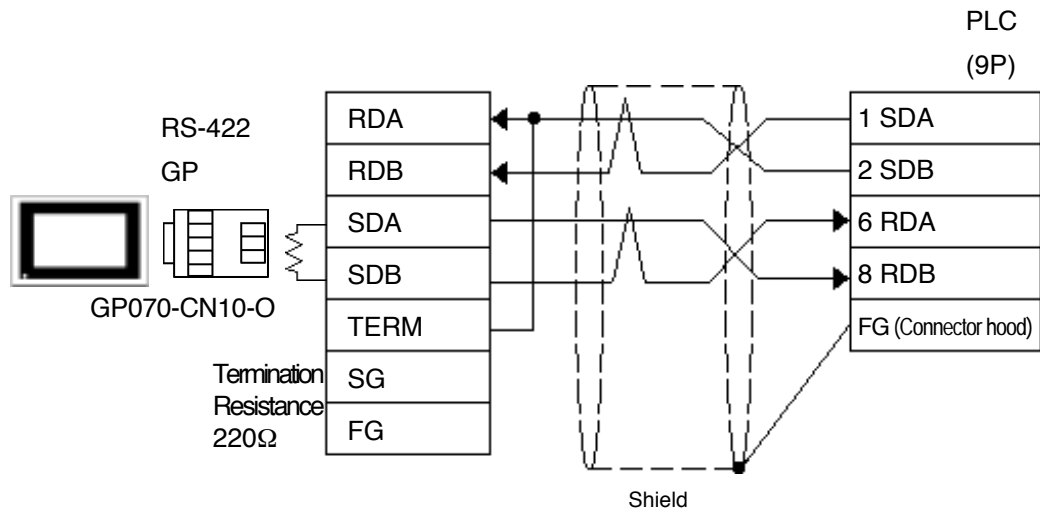 PLC
(9P)
RS-422
GP
GP070-CN10-O
Termination
Resistance
220Ω
RDA
RDB
SDA
SDB
TERM
SG
FG
1 SDA
2 SDB
6 RDA
8 RDB
FG (Connector hood)
Shield